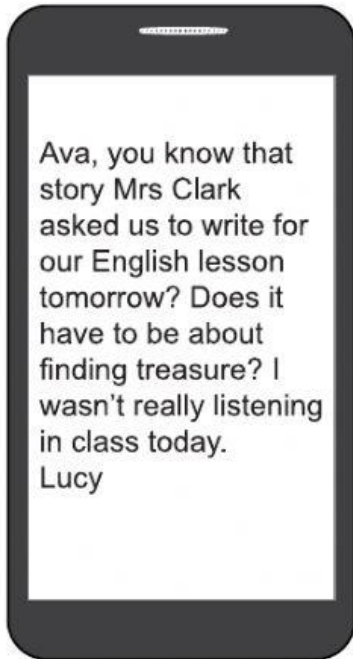 Ava, you know that
story Mrs Clark
asked us to write for
our English lesson
tomorrow? Does it
have to be about
finding treasure? I
wasn't really listening
in class today.
Lucy